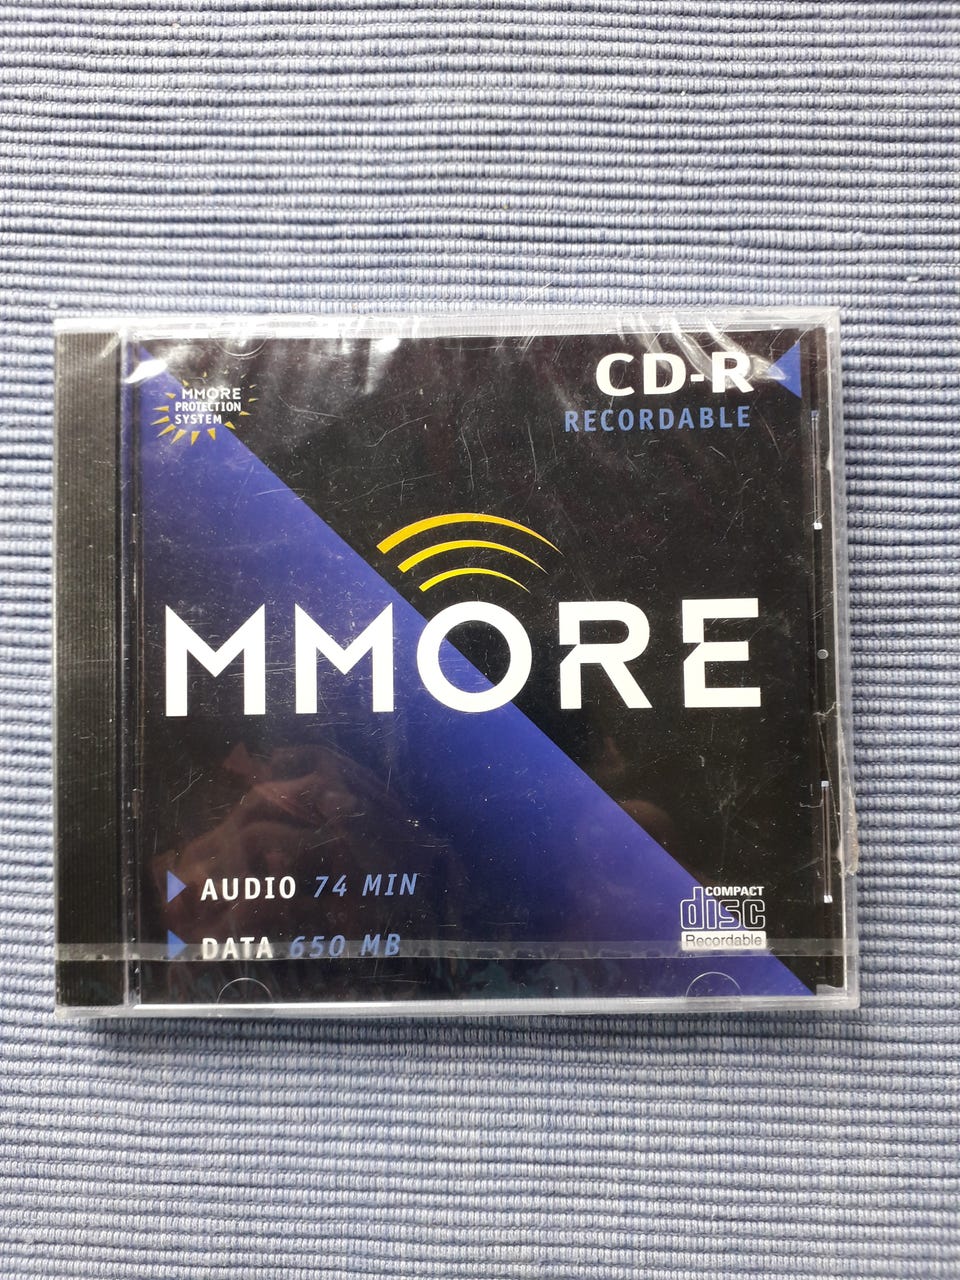 MMORE
PROTECTION
SYSTEM
CD-R
RECORDABLE
MMORE
AUDIO 74 MIN
DATA 650 MB
COMPACT
disc
Recordable